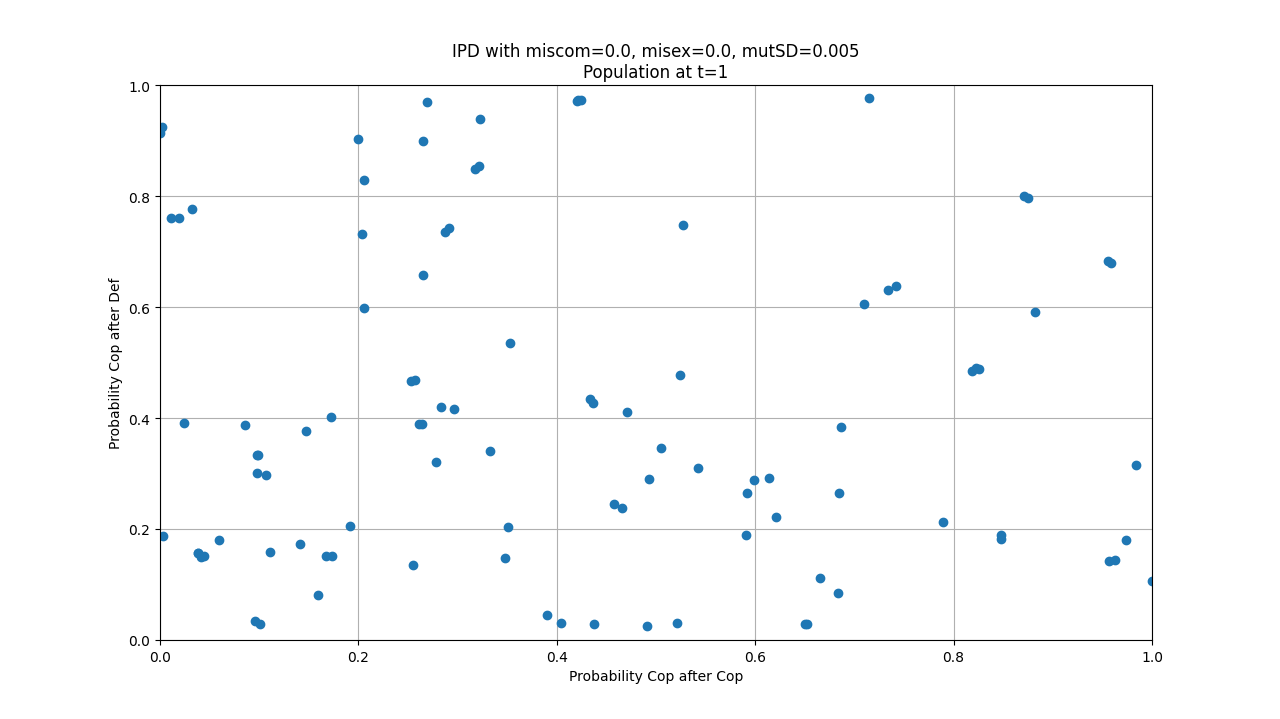 IPD with miscom=0.0, misex=0.0, mutSD=0.005
Population at t=1
1.0
0.8
0.6
0.4
0.2
0.0
Probability Cop after Def
0.0 0.2 0.4 0.6 0.8 1.0
Probability Cop after Cop